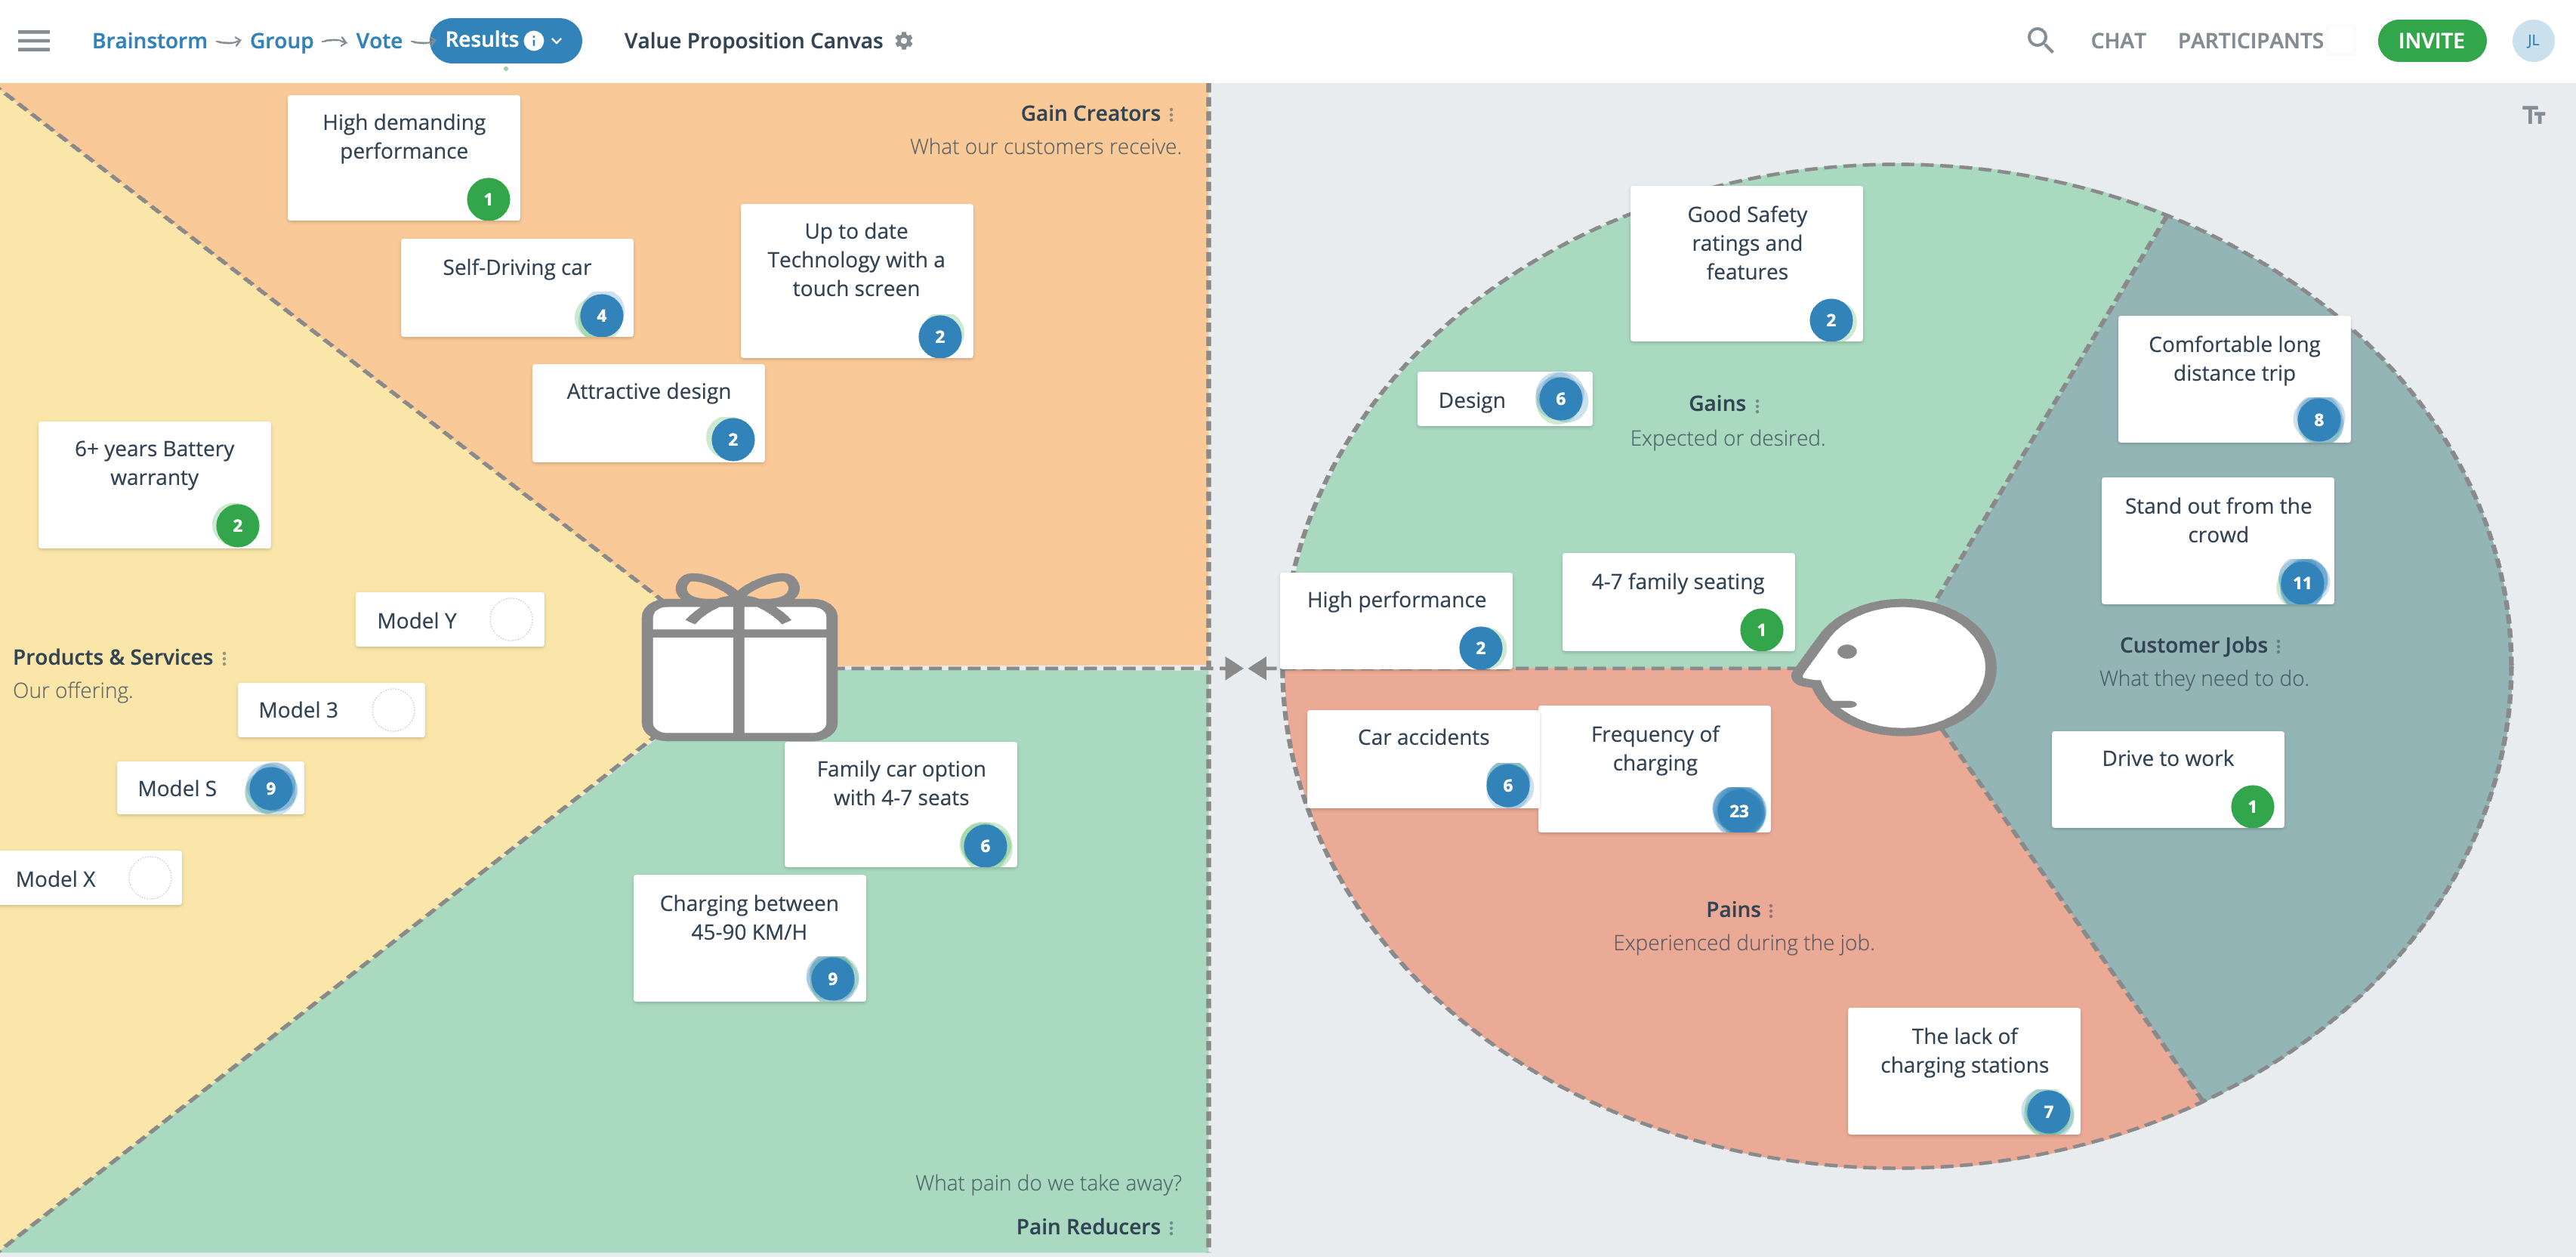 Brainstorm
Group
Vote
Results
Value Proposition Canvas
CHAT
PARTICIPANTS
INVITE
JL
Gain Creators
What our customers receive.
High demanding
performance
1
Self-Driving car
4
Up to date
Technology with a
touch screen
2
Attractive design
2
6+ years Battery
warranty
2
Model Y
Products & Services
Our offering.
Model 3
Model S
9
Model X
Family car option
with 4-7 seats
6
Charging between
45-90 KM/H
9
What pain do we take away?
Pain Reducers
Tт
Good Safety
ratings and
features
2
Design
6
Gains
Expected or desired.
High performance
2
4-7 family seating
1
Comfortable long
distance trip
8
Stand out from the
crowd
11
Customer Jobs
What they need to do.
Drive to work
1
Car accidents
6
Frequency of
charging
23
Pains
Experienced during the job.
The lack of
charging stations
7